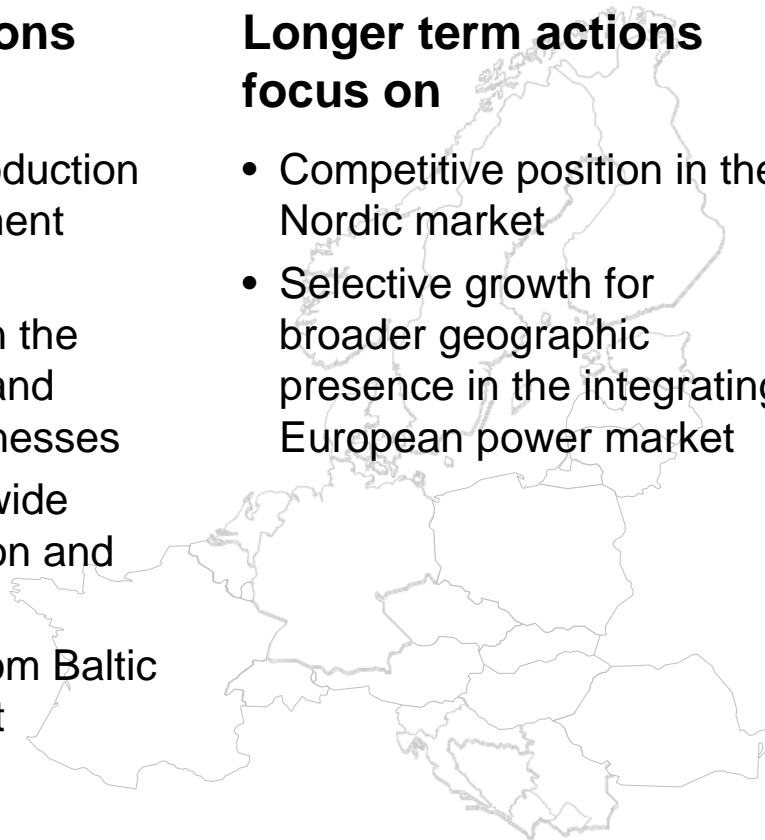 ons
oduction
nent
n the
and
nesses
wide
on and
om Baltic
t
Longer term actions
focus on
• Competitive position in the
Nordic market
• Selective growth for
broader geographic
presence in the integrating
European power market